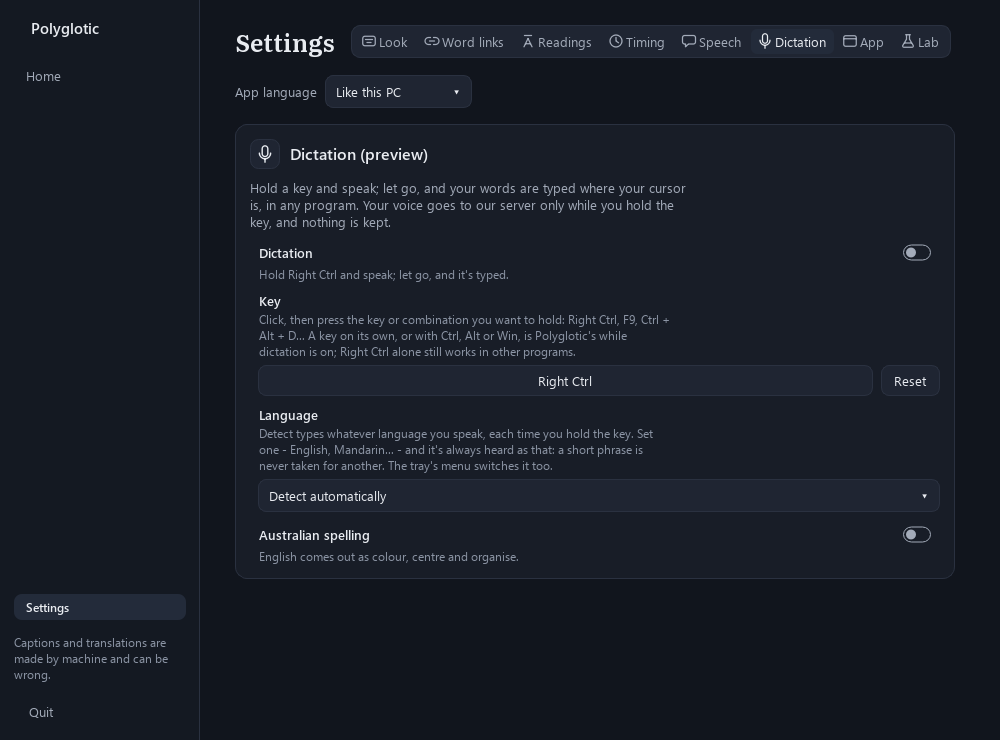 Polyglotic
Home
Settings
Captions and translations are
made by machine and can be
wrong.
Quit
Settings
Look
Word links
Readings
Timing
Speech
Dictation
App
Lab
App language
Like this PC
Dictation (preview)
Hold a key and speak; let go, and your words are typed where your cursor
is, in any program. Your voice goes to our server only while you hold the
key, and nothing is kept.
Dictation
Hold Right Ctrl and speak; let go, and it's typed.
Key
Click, then press the key or combination you want to hold: Right Ctrl, F9, Ctrl +
Alt + D... A key on its own, or with Ctrl, Alt or Win, is Polyglotic's while
dictation is on; Right Ctrl alone still works in other programs.
Right Ctrl
Reset
Language
Detect types whatever language you speak, each time you hold the key. Set
one - English, Mandarin... - and it's always heard as that: a short phrase is
never taken for another. The tray's menu switches it too.
Detect automatically
Australian spelling
English comes out as colour, centre and organise.